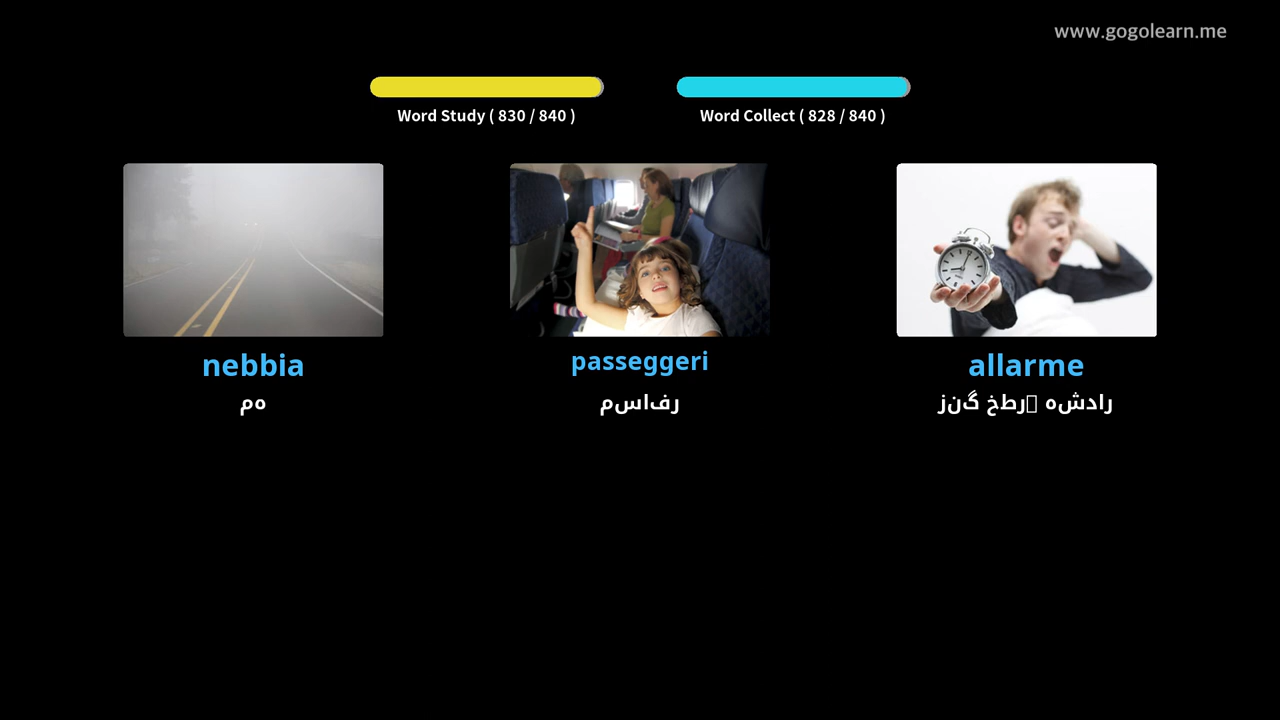 www.gogolearn.me
Word Study ( 830 / 840 )
Word Collect ( 828 / 840 )
nebbia
passeggeri
allarme
مه
مسافر
زنگ خطر هشدار